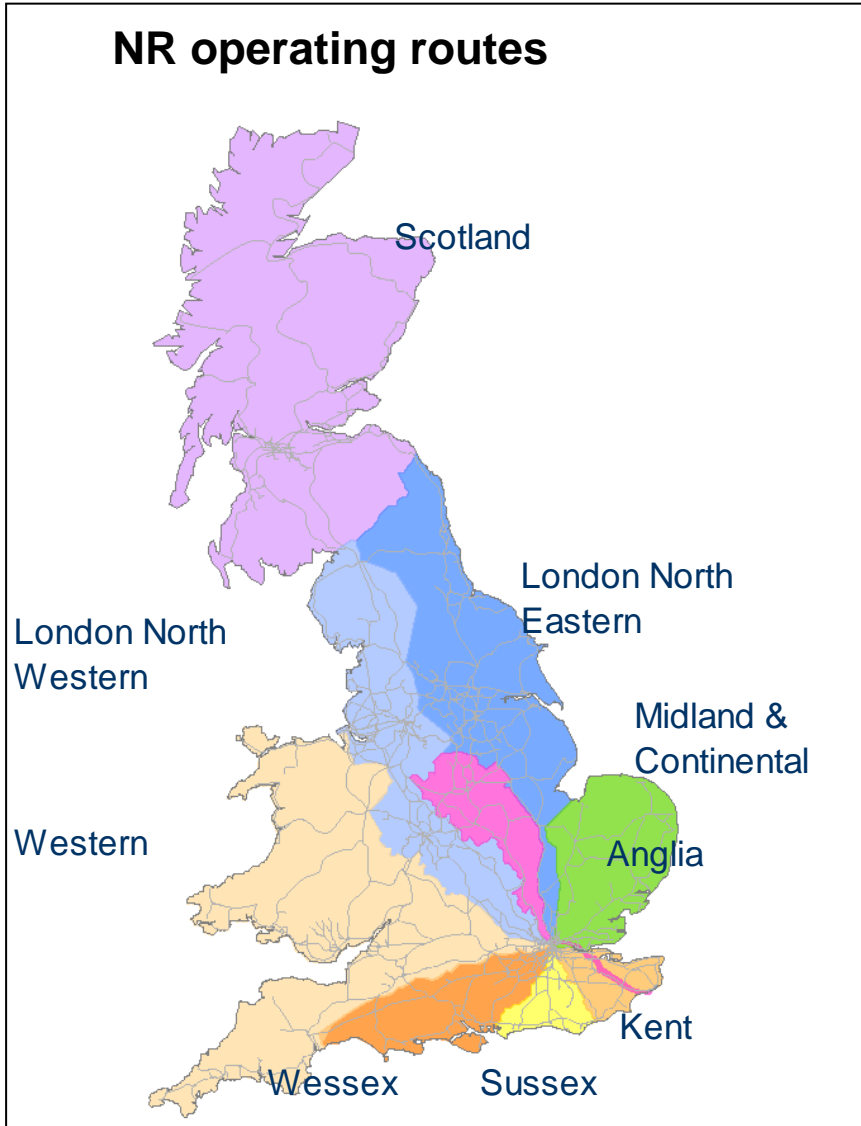 NR operating routes
Scotland
London North
Eastern
London North
Western
Midland &
Continental
Western
Anglia
Kent
Wessex
Sussex